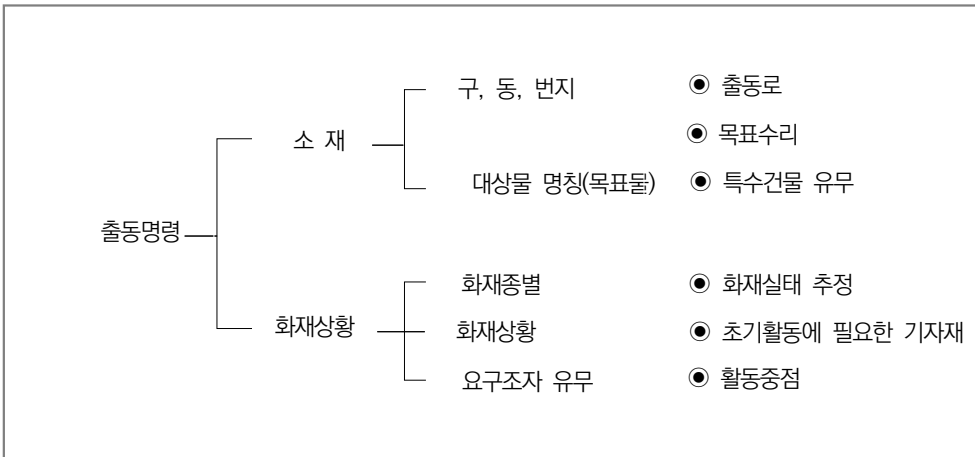 구, 동, 번지 ◉ 출동로
소 재 ◉ 목표수리
대상물 명칭(목표물) ◉ 특수건물 유무
출동명령
화재종별 ◉ 화재실태 추정
화재상황 화재상황 ◉ 초기활동에 필요한 기자재
요구조자 유무 ◉ 활동중점